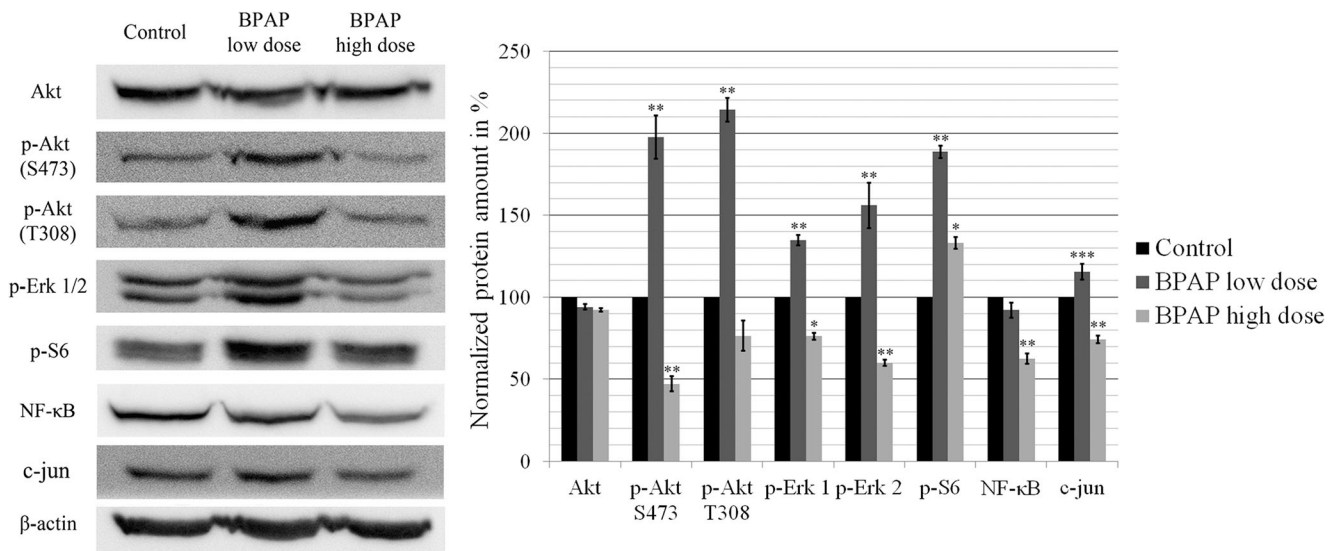 Control
BPAP
low dose
BPAP
high dose
Akt
p-Akt
(S473)
p-Akt
(T308)
p-Erk 1/2
p-S6
NF-κB
c-jun
β-actin
Normalized protein amount in %
250
200
150
100
50
0
**
**
**
**
*
**
**
**
*
**
***
**
Akt
p-Akt
S473
p-Akt
T308
p-Erk 1
p-Erk 2
p-S6
NF-κB
c-jun
Control
BPAP low dose
BPAP high dose